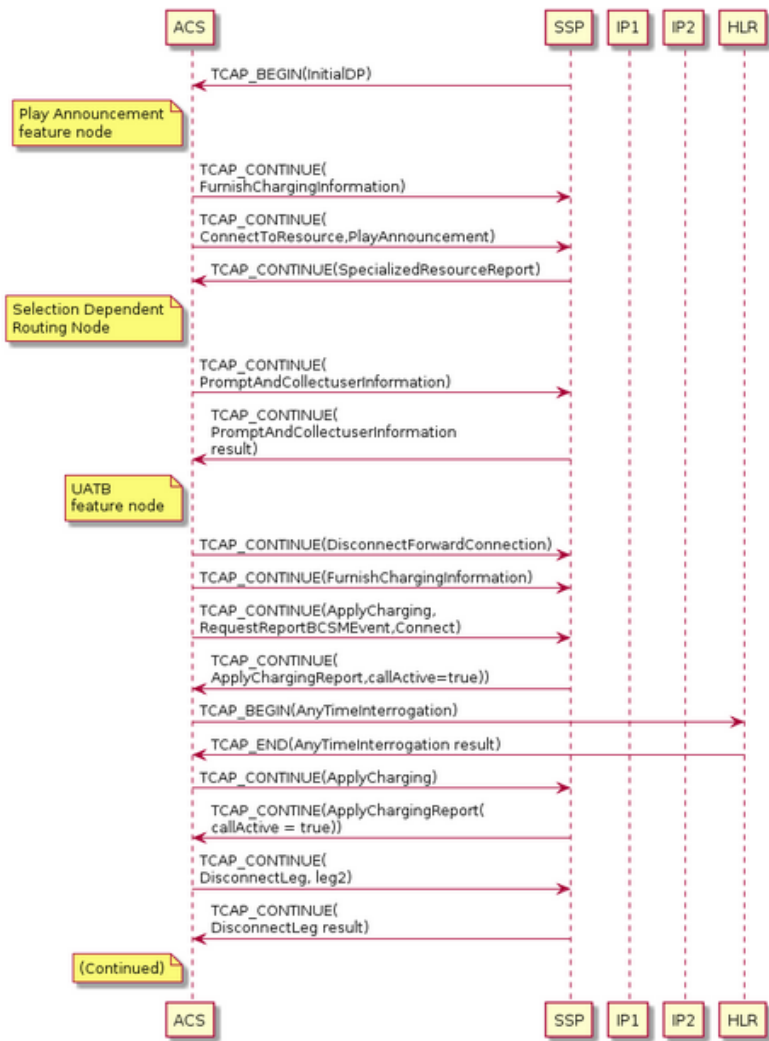 ACS SSP IP1 IP2 HLR
TCAP_BEGIN(InitialDP)
Play Announcement
feature node
TCAP_CONTINUE(
FurnishChargingInformation)
TCAP_CONTINUE(
ConnectToResource,PlayAnnouncement)
TCAP_CONTINUE(SpecializedResourceReport)
Selection Dependent
Routing Node
TCAP_CONTINUE(
PromptAndCollectuserInformation)
TCAP_CONTINUE(
PromptAndCollectuserInformation
result)
UATB
feature node
TCAP_CONTINUE(DisconnectForwardConnection)
TCAP_CONTINUE(FurnishChargingInformation)
TCAP_CONTINUE(ApplyCharging,
RequestReportBCSMEvent,Connect)
TCAP_CONTINUE(
ApplyChargingReport,callActive=true))
TCAP_BEGIN(AnyTimeInterrogation)
TCAP_END(AnyTimeInterrogation result)
TCAP_CONTINUE(ApplyCharging)
TCAP_CONTINE(ApplyChargingReport(
callActive = true))
TCAP_CONTINUE(
DisconnectLeg, leg2)
TCAP_CONTINUE(
DisconnectLeg result)
(Continued)
ACS SSP IP1 IP2 HLR